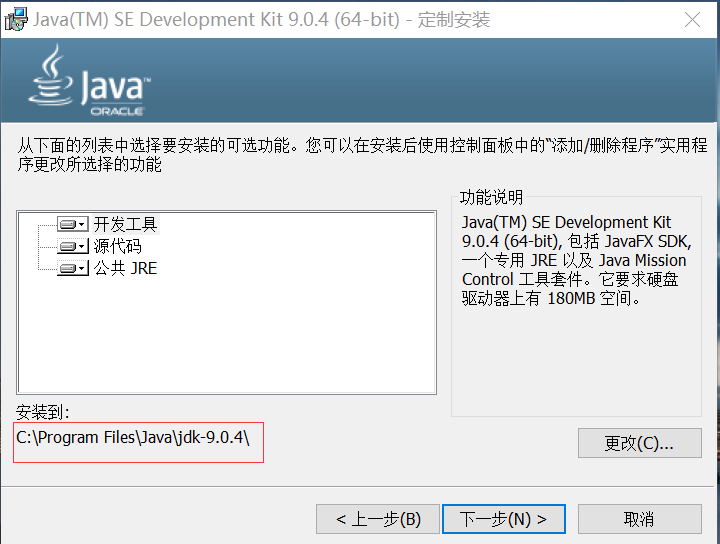 Java(TM) SE Development Kit 9.0.4 (64-bit) - 定制安装
Java™
ORACLE
从下面的列表中选择要安装的可选功能。您可以在安装后使用控制面板中的“添加/删除程序”实用程
序更改所选择的功能
开发工具
源代码
公共 JRE
功能说明
Java(TM) SE Development Kit
9.0.4 (64-bit), 包括 JavaFX SDK,
一个专用 JRE 以及 Java Mission
Control 工具套件。它要求硬盘
驱动器上有 180MB 空间。
安装到:
C:\Program Files\Java\jdk-9.0.4\
更改(C)...
< 上一步(B)
下一步(N) >
取消